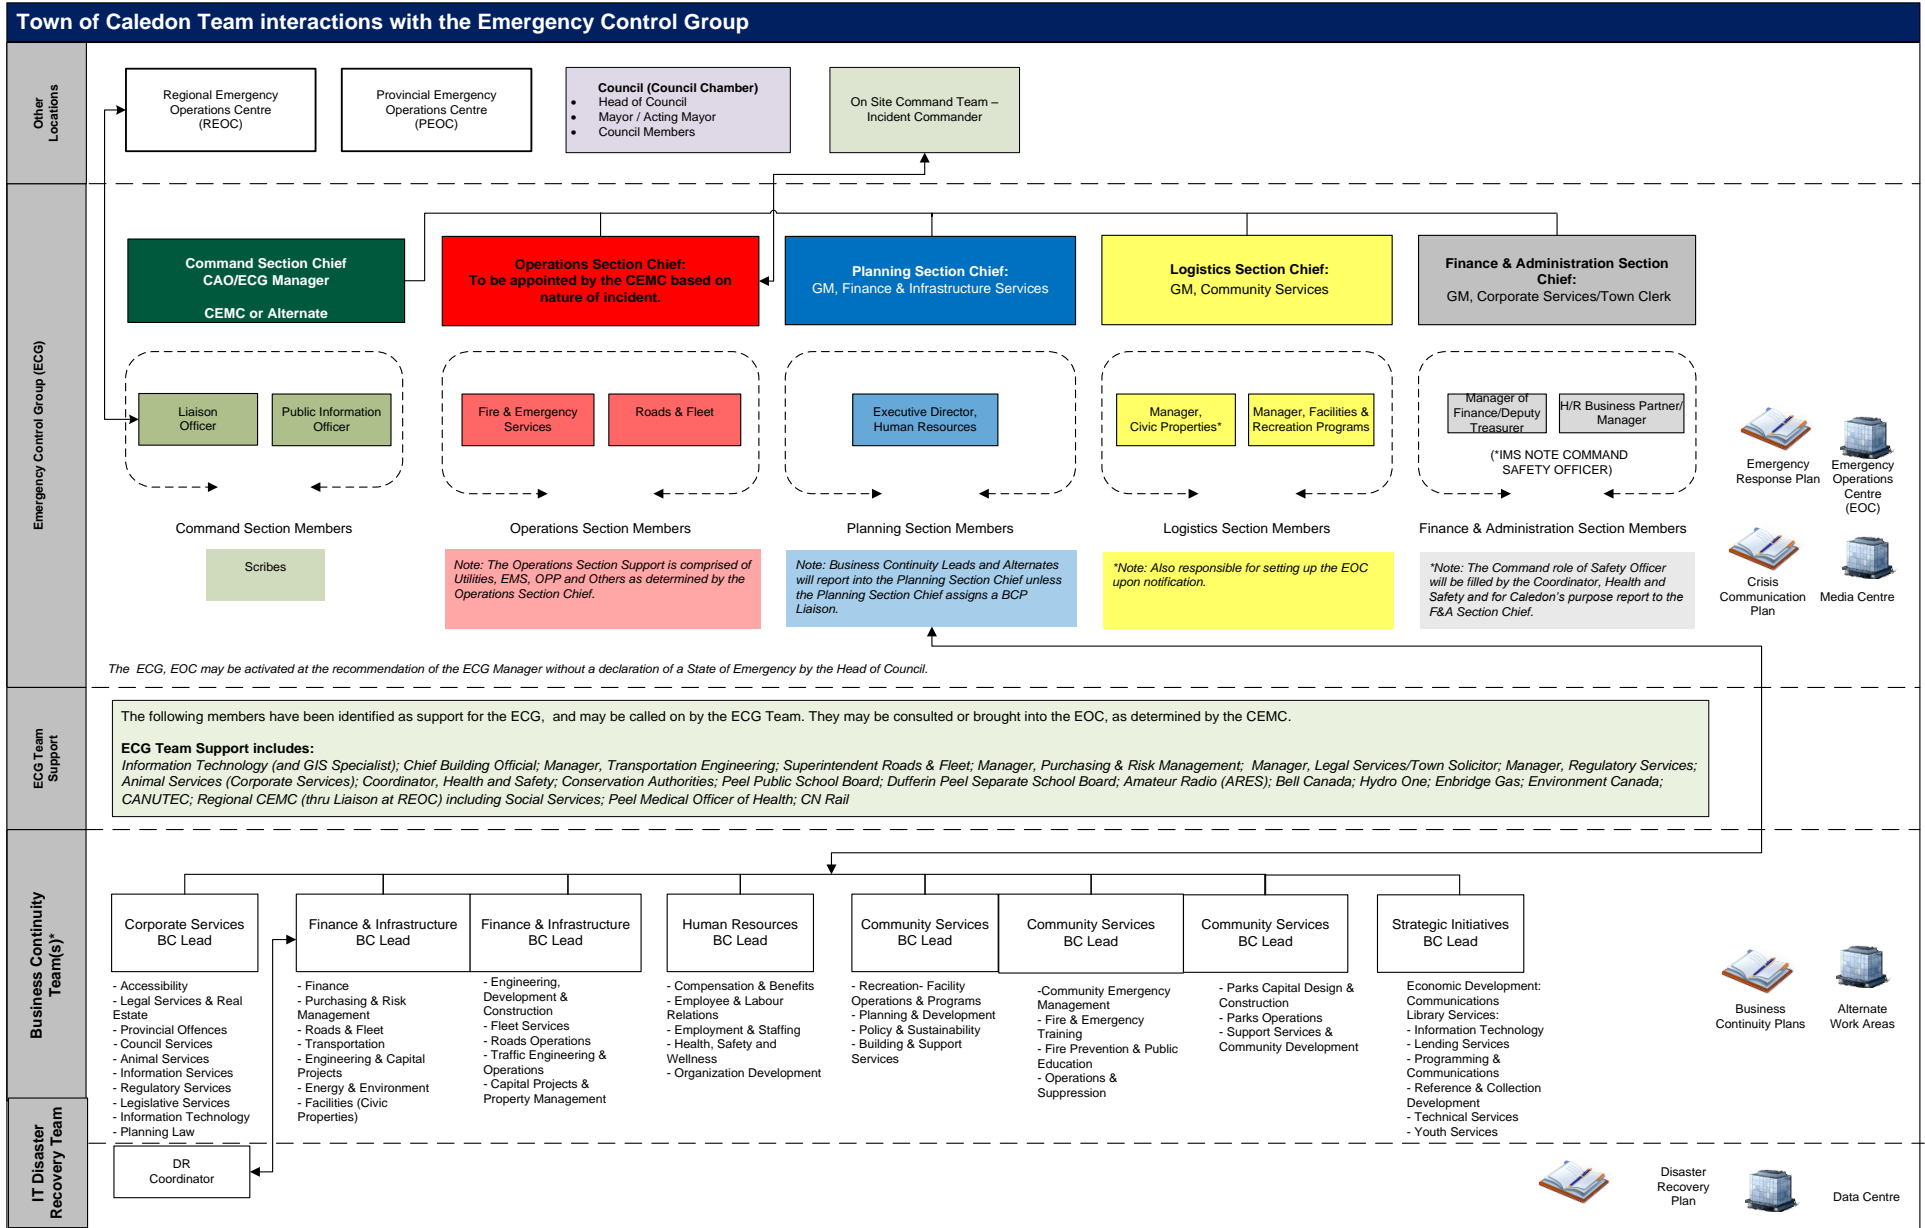 Town of Caledon Team interactions with the Emergency Control Group
Other
Locations
Regional Emergency
Operations Centre
(REOC)
Provincial Emergency
Operations Centre
(PEOC)
Council (Council Chamber)
• Head of Council
• Mayor / Acting Mayor
• Council Members
On Site Command Team –
Incident Commander
Emergency Control Group (ECG)
Command Section Chief
CAO/ECG Manager
CEMC or Alternate
Operations Section Chief:
To be appointed by the CEMC based on
nature of incident.
Planning Section Chief:
GM, Finance & Infrastructure Services
Logistics Section Chief:
GM, Community Services
Finance & Administration Section
Chief:
GM, Corporate Services/Town Clerk
Liaison
Officer
Public Information
Officer
Fire & Emergency
Services
Roads & Fleet
Executive Director,
Human Resources
Manager,
Civic Properties*
Manager, Facilities &
Recreation Programs
Manager of
Finance/Deputy
Treasurer
H/R Business Partner/
Manager
(*IMS NOTE COMMAND
SAFETY OFFICER)
Emergency
Response Plan
Emergency
Operations
Centre
(EOC)
Command Section Members
Operations Section Members
Planning Section Members
Logistics Section Members
Finance & Administration Section Members
Scribes
Note: The Operations Section Support is comprised of
Utilities, EMS, OPP and Others as determined by the
Operations Section Chief.
Note: Business Continuity Leads and Alternates
will report into the Planning Section Chief unless
the Planning Section Chief assigns a BCP
Liaison.
*Note: Also responsible for setting up the EOC
upon notification.
*Note: The Command role of Safety Officer
will be filled by the Coordinator, Health and
Safety and for Caledon's purpose report to the
F&A Section Chief.
Crisis
Communication
Plan
Media Centre
The ECG, EOC may be activated at the recommendation of the ECG Manager without a declaration of a State of Emergency by the Head of Council.
ECG Team
Support
The following members have been identified as support for the ECG, and may be called on by the ECG Team. They may be consulted or brought into the EOC, as determined by the CEMC.
ECG Team Support includes:
Information Technology (and GIS Specialist); Chief Building Official; Manager, Transportation Engineering; Superintendent Roads & Fleet; Manager, Purchasing & Risk Management; Manager, Legal Services/Town Solicitor; Manager, Regulatory Services;
Animal Services (Corporate Services); Coordinator, Health and Safety; Conservation Authorities; Peel Public School Board; Dufferin Peel Separate School Board; Amateur Radio (ARES); Bell Canada; Hydro One; Enbridge Gas; Environment Canada;
CANUTEC; Regional CEMC (thru Liaison at REOC) including Social Services; Peel Medical Officer of Health; CN Rail
Business Continuity
Team(s)*
Corporate Services
BC Lead
- Accessibility
- Legal Services & Real
Estate
- Provincial Offences
- Council Services
- Animal Services
- Information Services
- Regulatory Services
- Legislative Services
- Information Technology
- Planning Law
Finance & Infrastructure
BC Lead
- Finance
- Purchasing & Risk
Management
- Roads & Fleet
- Transportation
- Engineering & Capital
Projects
- Energy & Environment
- Facilities (Civic
Properties)
Finance & Infrastructure
BC Lead
- Engineering,
Development &
Construction
- Fleet Services
- Roads Operations
- Traffic Engineering &
Operations
- Capital Projects &
Property Management
Human Resources
BC Lead
- Compensation & Benefits
- Employee & Labour
Relations
- Employment & Staffing
- Health, Safety and
Wellness
- Organization Development
Community Services
BC Lead
- Recreation- Facility
Operations & Programs
- Planning & Development
- Policy & Sustainability
- Building & Support
Services
Community Services
BC Lead
-Community Emergency
Management
- Fire & Emergency
Training
- Fire Prevention & Public
Education
- Operations &
Suppression
Community Services
BC Lead
- Parks Capital Design &
Construction
- Parks Operations
- Support Services &
Community Development
Strategic Initiatives
BC Lead
Economic Development:
Communications
Library Services:
- Information Technology
- Lending Services
- Programming &
Communications
- Reference & Collection
Development
- Technical Services
- Youth Services
Business
Continuity Plans
Alternate
Work Areas
IT Disaster
Recovery Team
DR
Coordinator
Disaster
Recovery
Plan
Data Centre